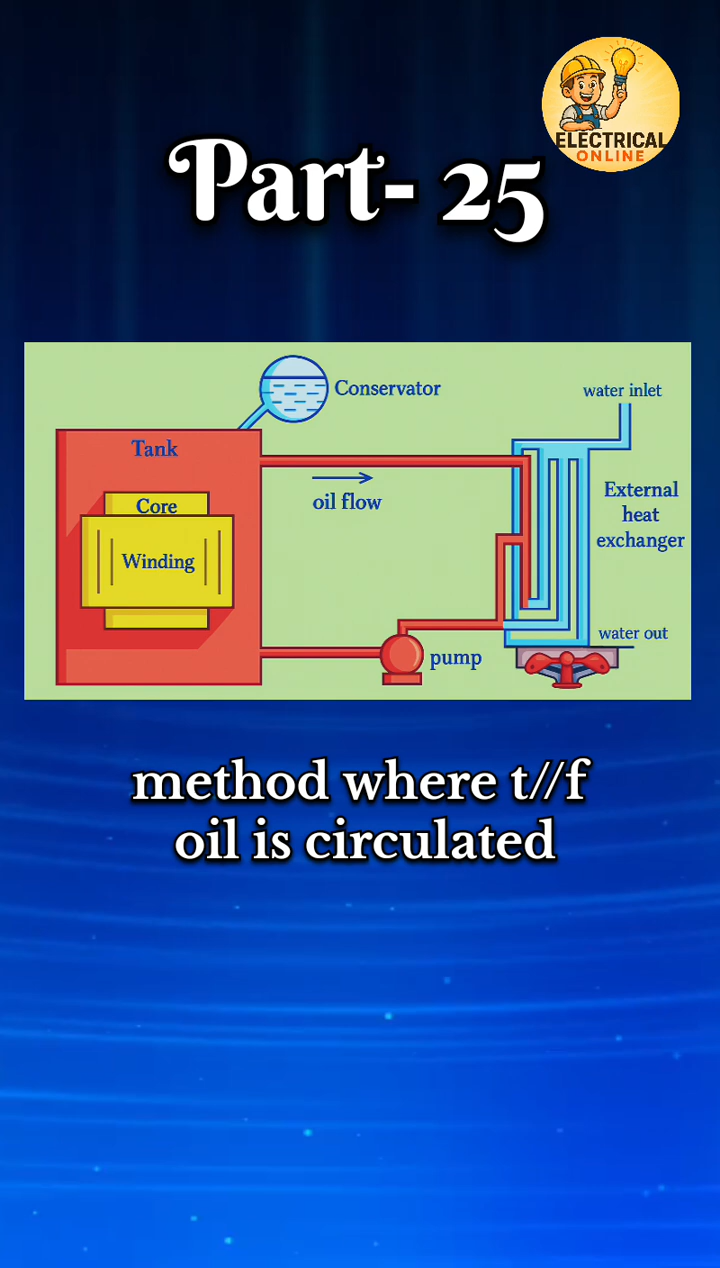 ELECTRICAL
ONLINE
Part- 25
Conservator
water inlet
Tank
oil flow
External
heat
exchanger
Core
Winding
water out
pump
method where t//f
oil is circulated